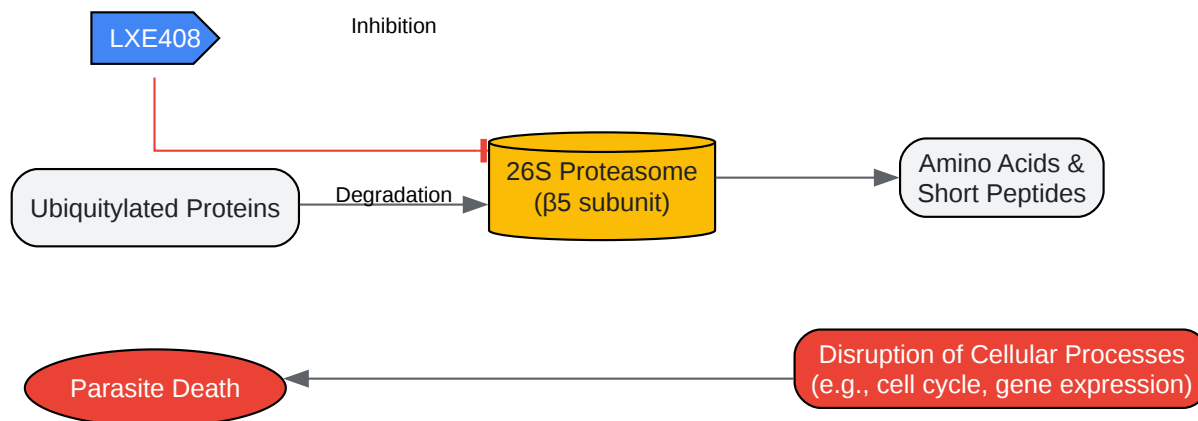 LXE408
Inhibition
Ubiquitylated Proteins
Degradation
26S Proteasome
(β5 subunit)
Amino Acids &
Short Peptides
Parasite Death
Disruption of Cellular Processes
(e.g., cell cycle, gene expression)